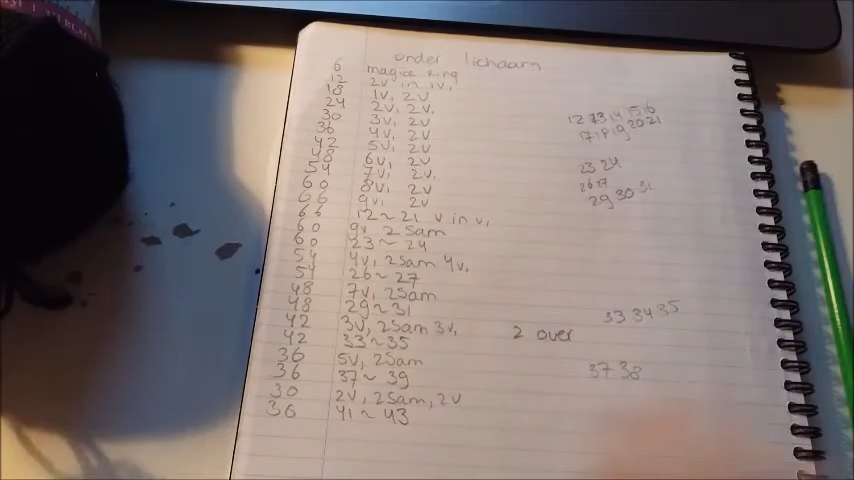 onder lichaam
6 magice ring
12 2v in 1v,
18 1v, 2v
24 2v, 2v,
30 3v, 2v
36 4v, 2v
42 5v, 2v
48 6v, 2v
54 7v, 2v,
60 8v, 2v
66 9v, 2v
66 12~21 v in v,
60 9v 2sam
60 23~24
54 4v, 2sam 4v,
54 26~27
48 7v, 2sam
48 29~31
42 3v, 2sam 3v,
42 33~35
36 5v, 2sam
36 37~39
30 2v, 2sam, 2v
36 41~43
12 13 14 15 16
17 18 19 20 21
23 24
26 27
29 30 31
2 over
33 34 35
37 38